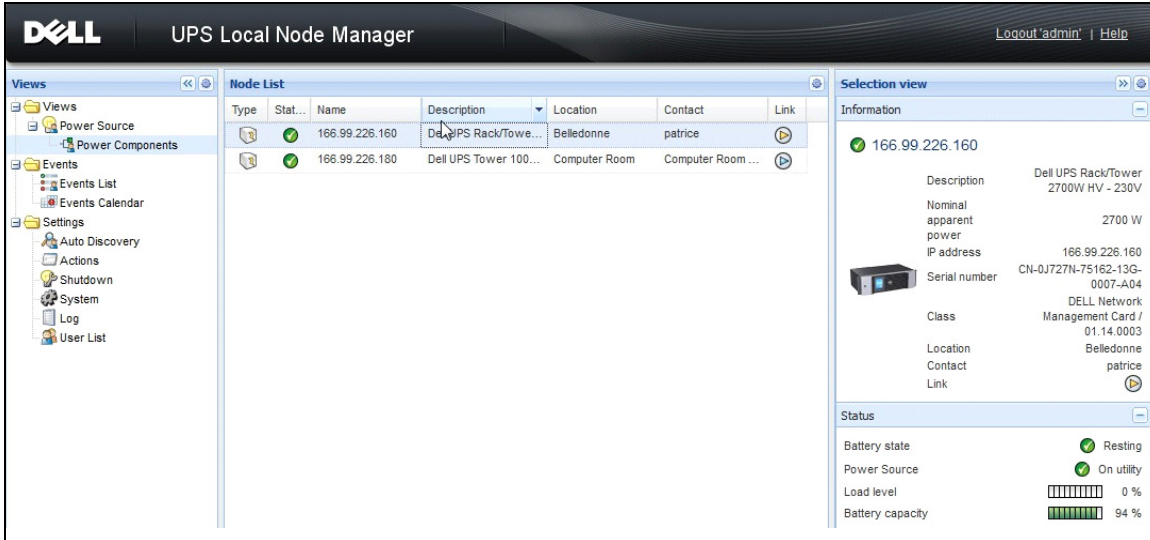 DELL
UPS Local Node Manager
Logout 'admin' | Help
Views
Views
Power Source
Power Components
Events
Events List
Events Calendar
Settings
Auto Discovery
Actions
Shutdown
System
Log
User List
Node List
Type Stat... Name Description Location Contact Link
166.99.226.160 Dell UPS Rack/Towe... Belledonne patrice
166.99.226.180 Dell UPS Tower 100... Computer Room Computer Room ...
Selection view
Information
166.99.226.160
Description Dell UPS Rack/Tower
2700W HV - 230V
Nominal
apparent
power 2700 W
IP address 166.99.226.160
Serial number CN-0J727N-75162-13G-
0007-A04
Class DELL Network
Management Card /
01.14.0003
Location Belledonne
Contact patrice
Link
Status
Battery state Resting
Power Source On utility
Load level 0 %
Battery capacity 94 %